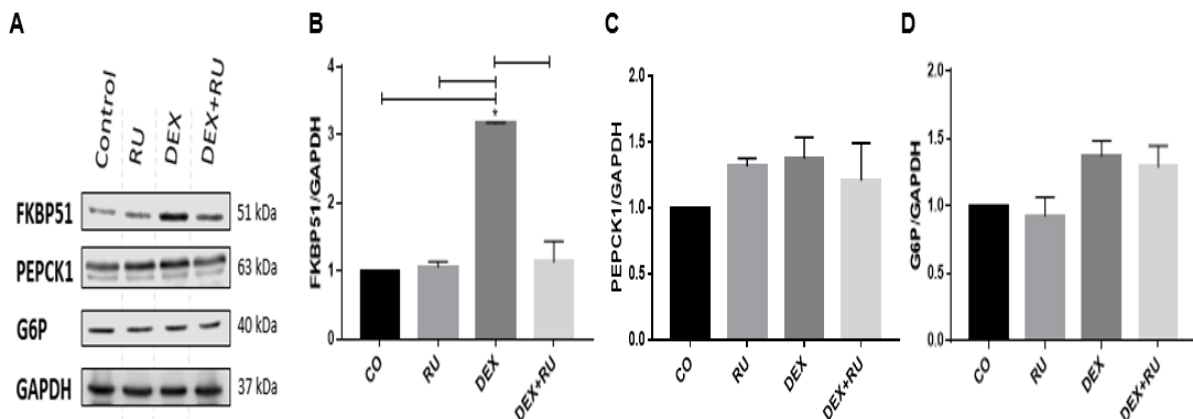 A
Control
RU
DEX
DEX+RU
FKBP51
51 kDa
PEPCK1
63 kDa
G6P
40 kDa
GAPDH
37 kDa
B
FKBP51/GAPDH
4
3
2
1
0
*
CO
RU
DEX
DEX+RU
C
PEPCK1/GAPDH
2.0
1.5
1.0
0.5
0.0
CO
RU
DEX
DEX+RU
D
G6P/GAPDH
2.0
1.5
1.0
0.5
0.0
CO
RU
DEX
DEX+RU